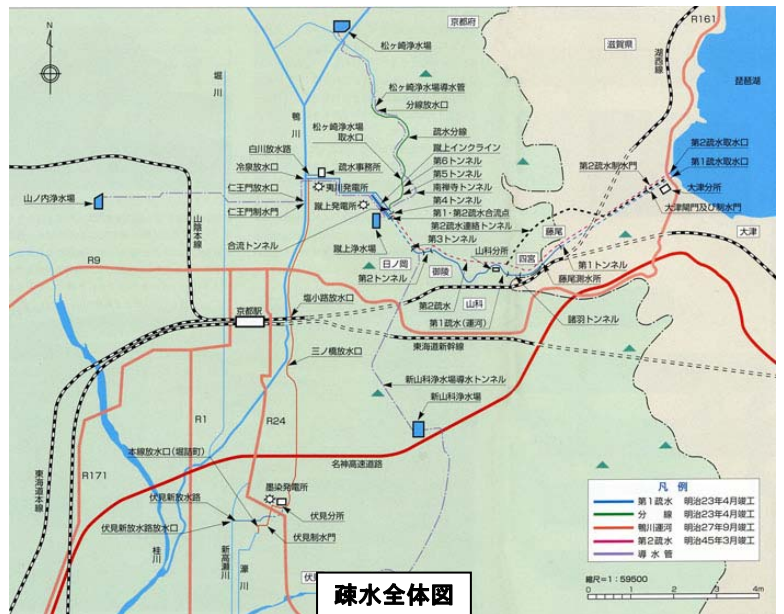 京都府
R161
滋賀県
湖西線
琵琶湖
N
松ヶ崎浄水場
堀川
鴨川
松ヶ崎浄水場導水管
分線放水口
松ヶ崎浄水場
取水口
疏水分線
白川放水路
疏水事務所
蹴上インクライン
第6トンネル
第5トンネル
南禅寺トンネル
第4トンネル
第1・第2疏水合流点
第2疏水連絡トンネル
第3トンネル
冷泉放水口
夷川発電所
仁王門放水口
蹴上発電所
仁王門制水門
合流トンネル
蹴上浄水場
山ノ内浄水場
第2疏水取水口
第1疏水取水口
第2疏水制水門
大津分所
大津閘門及び制水門
藤尾
大津
山陰本線
日ノ岡
山科分所
四宮
第1トンネル
藤尾測水所
R9
第2トンネル
御陵
第2疏水
山科
第1疏水(運河)
諸羽トンネル
塩小路放水口
京都駅
東海道新幹線
三ノ橋放水口
新山科浄水場導水トンネル
新山科浄水場
R1
R24
R171
本線放水口(堀詰町)
名神高速道路
東海道本線
墨染発電所
伏見新放水路
伏見分所
伏見新放水路放水口
伏見制水門
桂川
新高瀬川
濠川
伏見
凡例
第1疏水 明治23年4月竣工
分線 明治23年4月竣工
鴨川運河 明治27年9月竣工
第2疏水 明治45年3月竣工
導水管
縮尺=1:59500
0 2 4m
疎水全体図